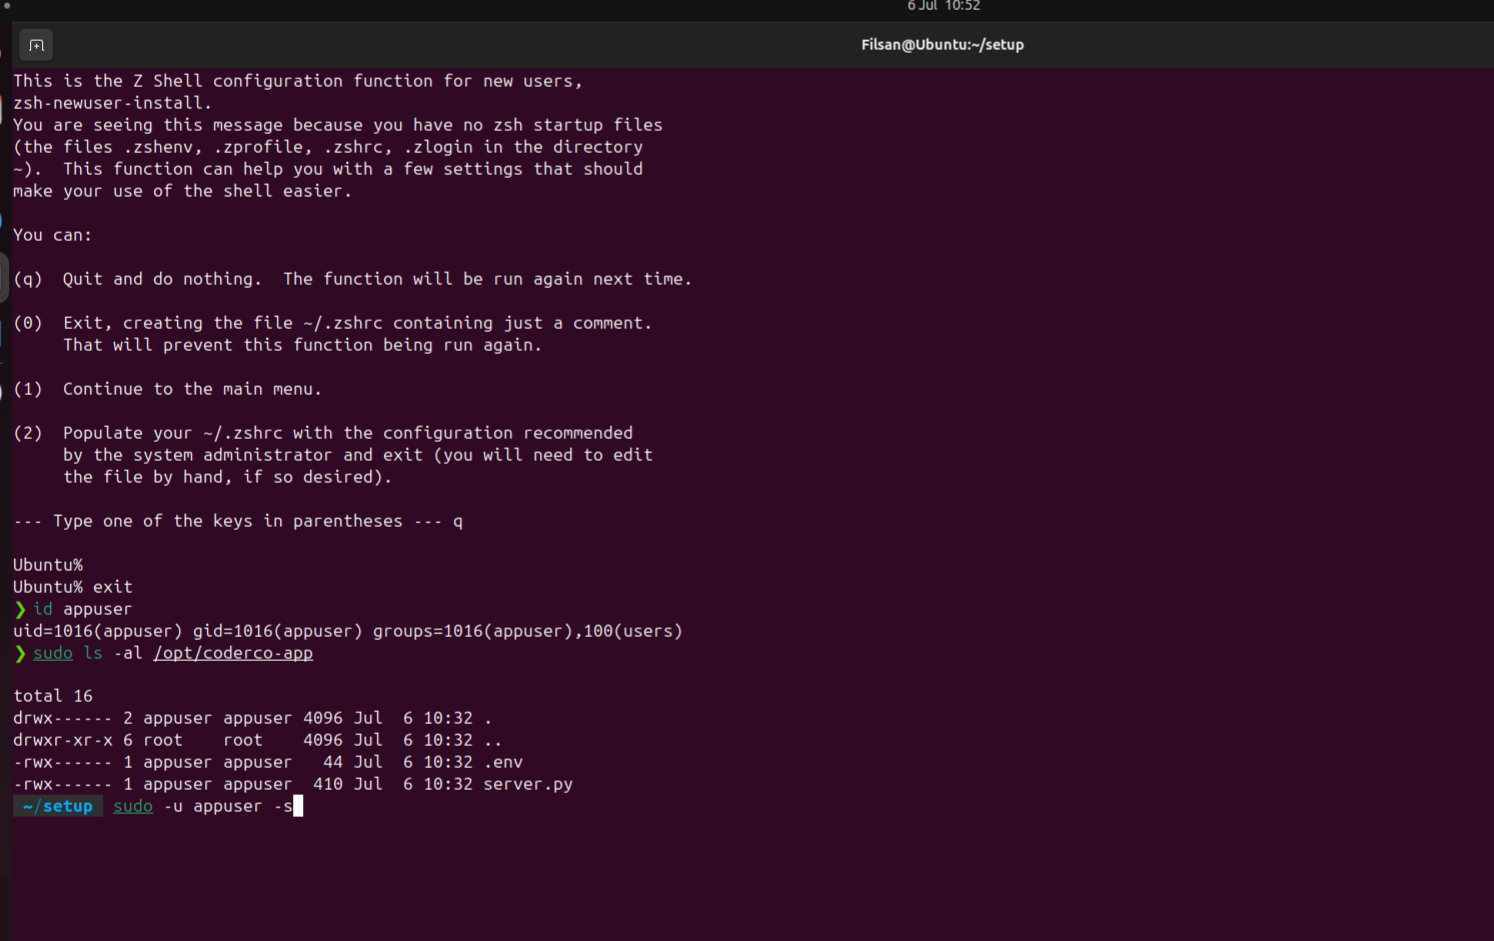 6 Jul 10:52
Filsan@Ubuntu:~/setup
This is the Z Shell configuration function for new users,
zsh-newuser-install.
You are seeing this message because you have no zsh startup files
(the files .zshenv, .zprofile, .zshrc, .zlogin in the directory
~).  This function can help you with a few settings that should
make your use of the shell easier.

You can:

(q)  Quit and do nothing.  The function will be run again next time.

(0)  Exit, creating the file ~/.zshrc containing just a comment.
     That will prevent this function being run again.

(1)  Continue to the main menu.

(2)  Populate your ~/.zshrc with the configuration recommended
     by the system administrator and exit (you will need to edit
     the file by hand, if so desired).

--- Type one of the keys in parentheses --- q

Ubuntu%
Ubuntu% exit
❯ id appuser
uid=1016(appuser) gid=1016(appuser) groups=1016(appuser),100(users)
❯ sudo ls -al /opt/coderco-app

total 16
drwx------ 2 appuser appuser 4096 Jul  6 10:32 .
drwxr-xr-x 6 root    root    4096 Jul  6 10:32 ..
-rwx------ 1 appuser appuser   44 Jul  6 10:32 .env
-rwx------ 1 appuser appuser  410 Jul  6 10:32 server.py
~/setup sudo -u appuser -s